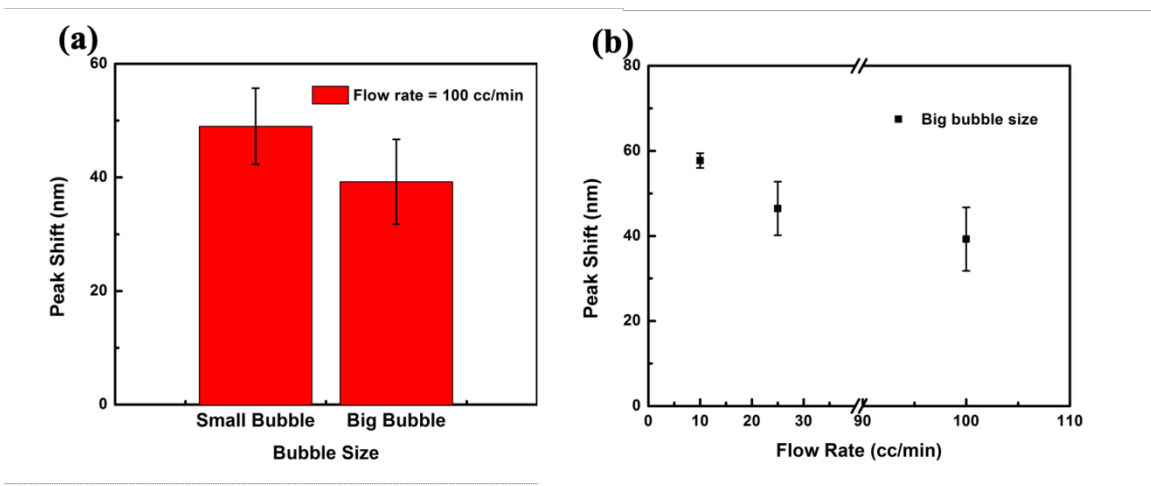 (a)
60
40
20
0
Peak Shift (nm)
Flow rate = 100 cc/min
Small Bubble Big Bubble
Bubble Size
(b)
80
60
40
20
0
Peak Shift (nm)
Big bubble size
0 10 20 30 90 100 110
Flow Rate (cc/min)